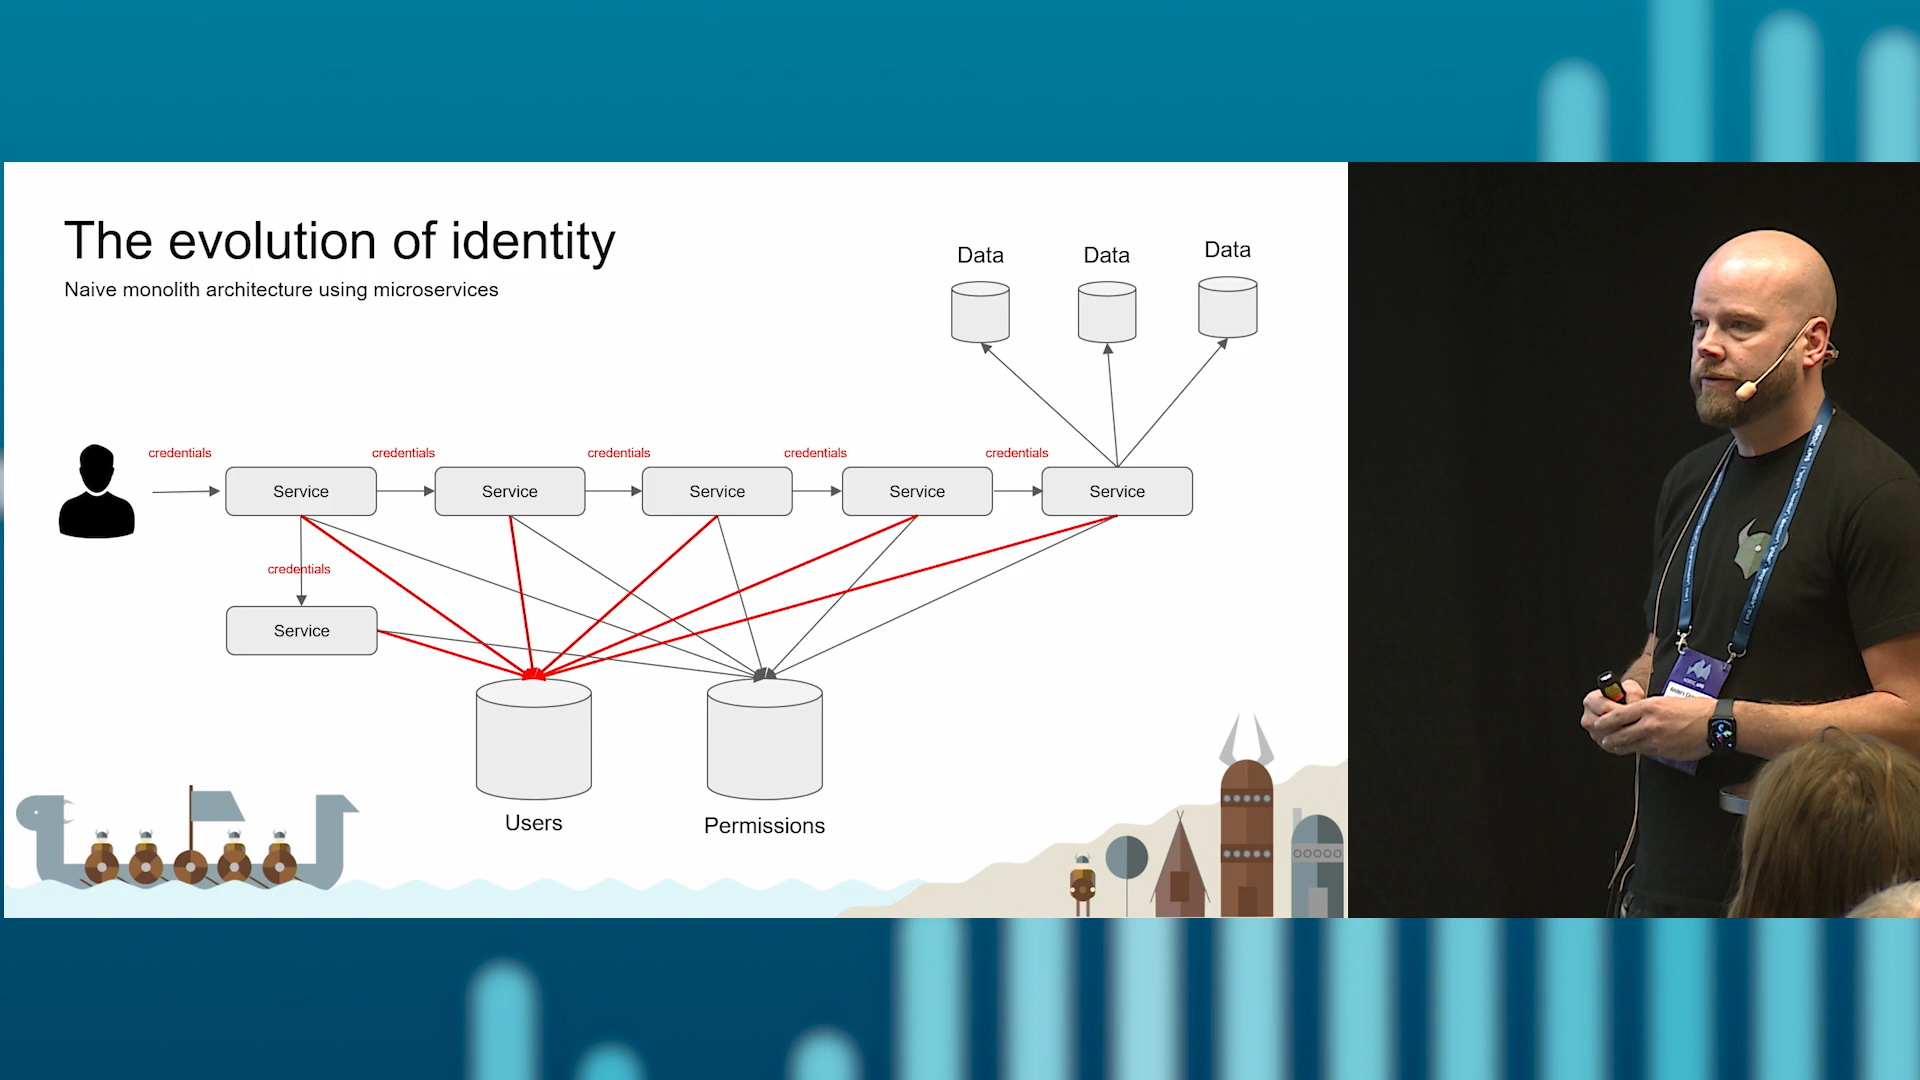 The evolution of identity
Naive monolith architecture using microservices
Data
Data
Data
credentials
credentials
credentials
credentials
credentials
Service
Service
Service
Service
Service
credentials
Service
Users
Permissions